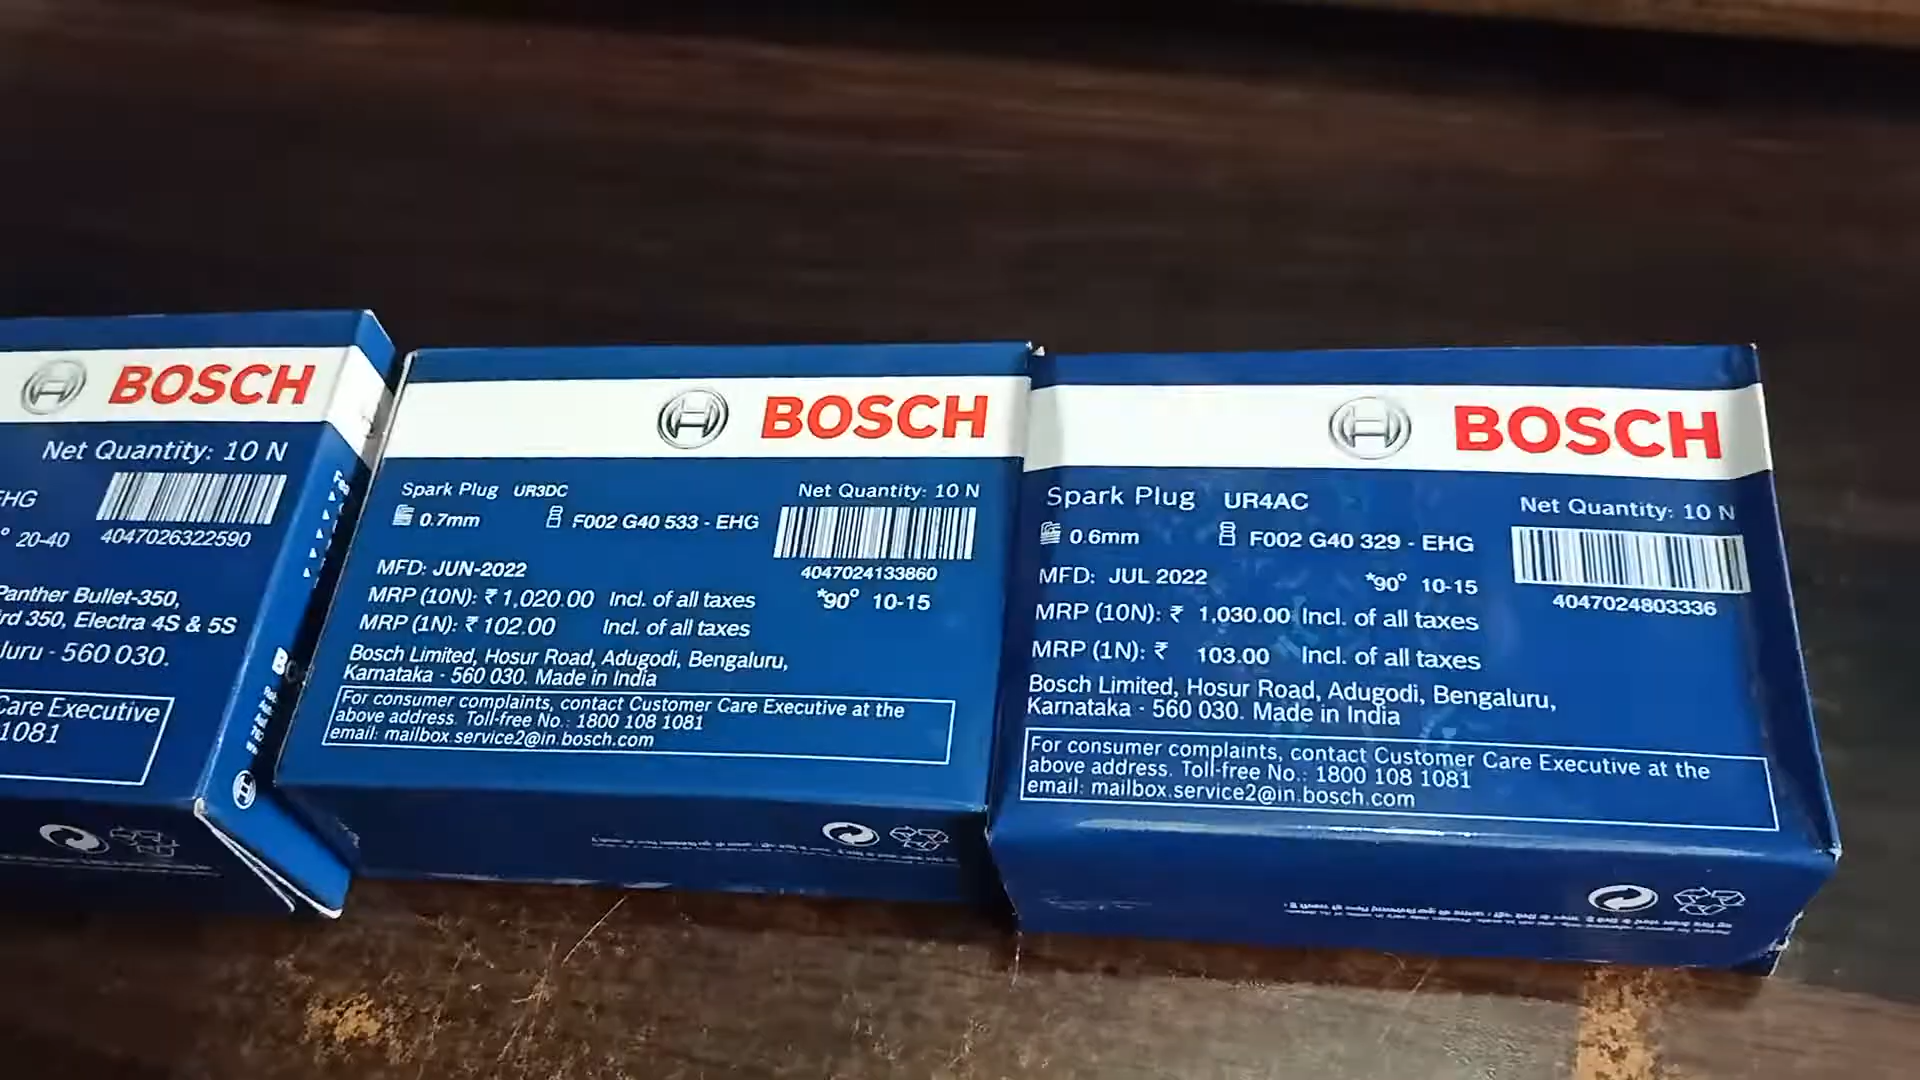 BOSCH
Net Quantity: 10 N
EHG
° 20-40
4047026322590
Panther Bullet-350,
rd 350, Electra 4S & 5S
luru - 560 030.
Care Executive
1081
BOSCH
Spark Plug UR3DC
Net Quantity: 10 N
0.7mm
F002 G40 533 - EHG
4047024133860
MFD: JUN-2022
*90° 10-15
MRP (10N): ₹ 1,020.00 Incl. of all taxes
MRP (1N): ₹ 102.00 Incl. of all taxes
Bosch Limited, Hosur Road, Adugodi, Bengaluru,
Karnataka - 560 030. Made in India
For consumer complaints, contact Customer Care Executive at the
above address. Toll-free No.: 1800 108 1081
email: mailbox.service2@in.bosch.com
BOSCH
Spark Plug UR4AC
Net Quantity: 10 N
0.6mm
F002 G40 329 - EHG
4047024803336
MFD: JUL 2022
*90° 10-15
MRP (10N): ₹ 1,030.00 Incl. of all taxes
MRP (1N): ₹ 103.00 Incl. of all taxes
Bosch Limited, Hosur Road, Adugodi, Bengaluru,
Karnataka - 560 030. Made in India
For consumer complaints, contact Customer Care Executive at the
above address. Toll-free No.: 1800 108 1081
email: mailbox.service2@in.bosch.com